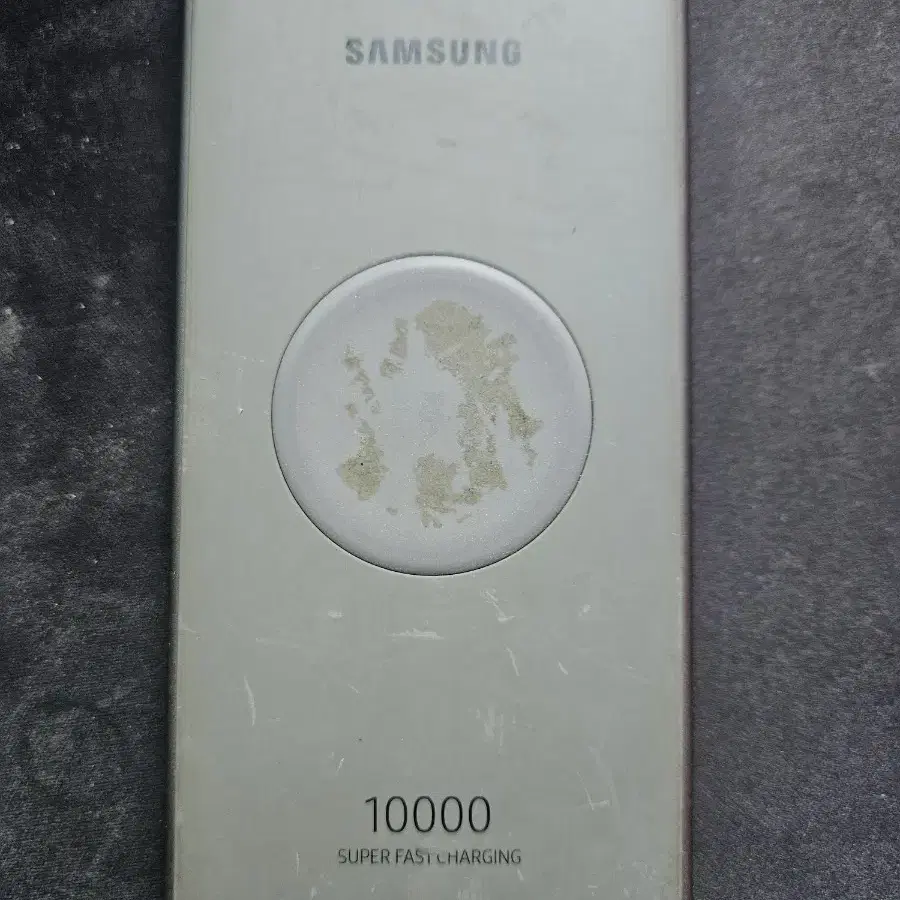 SAMSUNG
10000
SUPER FAST CHARGING